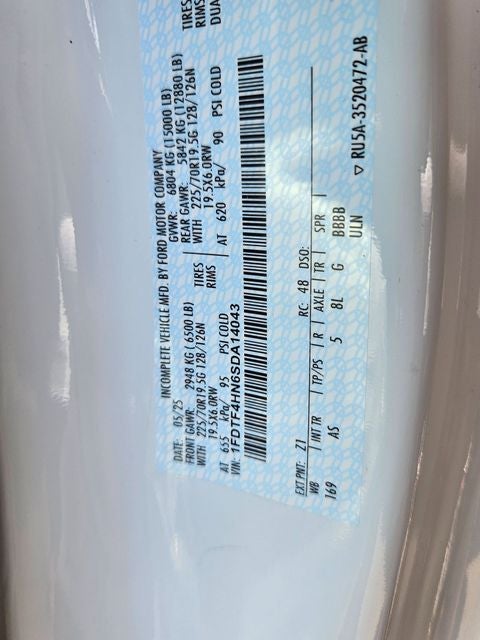 INCOMPLETE VEHICLE MFD. BY FORD MOTOR COMPANY
DATE: 05/25 GVWR: 6804 KG (15000 LB)
FRONT GAWR: 2948 KG (6500 LB) REAR GAWR: 5842 KG (12880 LB)
WITH 225/70R19.5G 128/126N TIRES WITH 225/70R19.5G 128/126N TIRES
19.5X6.0RW RIMS 19.5X6.0RW RIMS
AT 655 kPa/ 95 PSI COLD AT 620 kPa/ 90 PSI COLD DUA
VIN: 1FDTF4HN6SDA14043
EXT PNT: Z1 RC: 48 DSO:
WB INT TR TP/PS R AXLE TR SPR
169 AS 5 8L G BBBB
ULN
▽ RU5A-3520472-AB